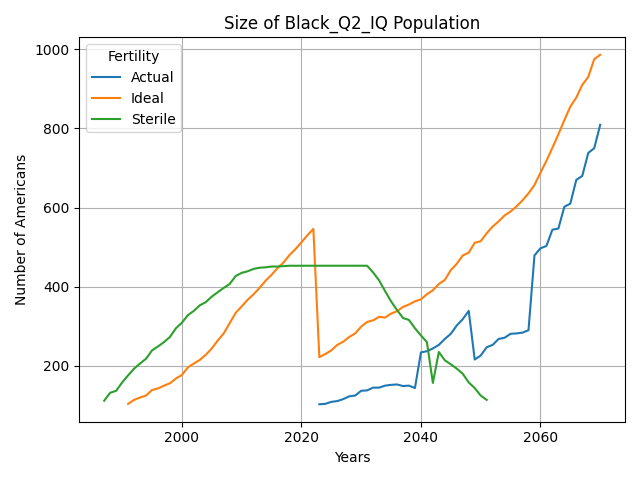 Size of Black_Q2_IQ Population
Fertility
Actual
Ideal
Sterile
1000
800
600
400
200
Number of Americans
2000
2020
2040
2060
Years